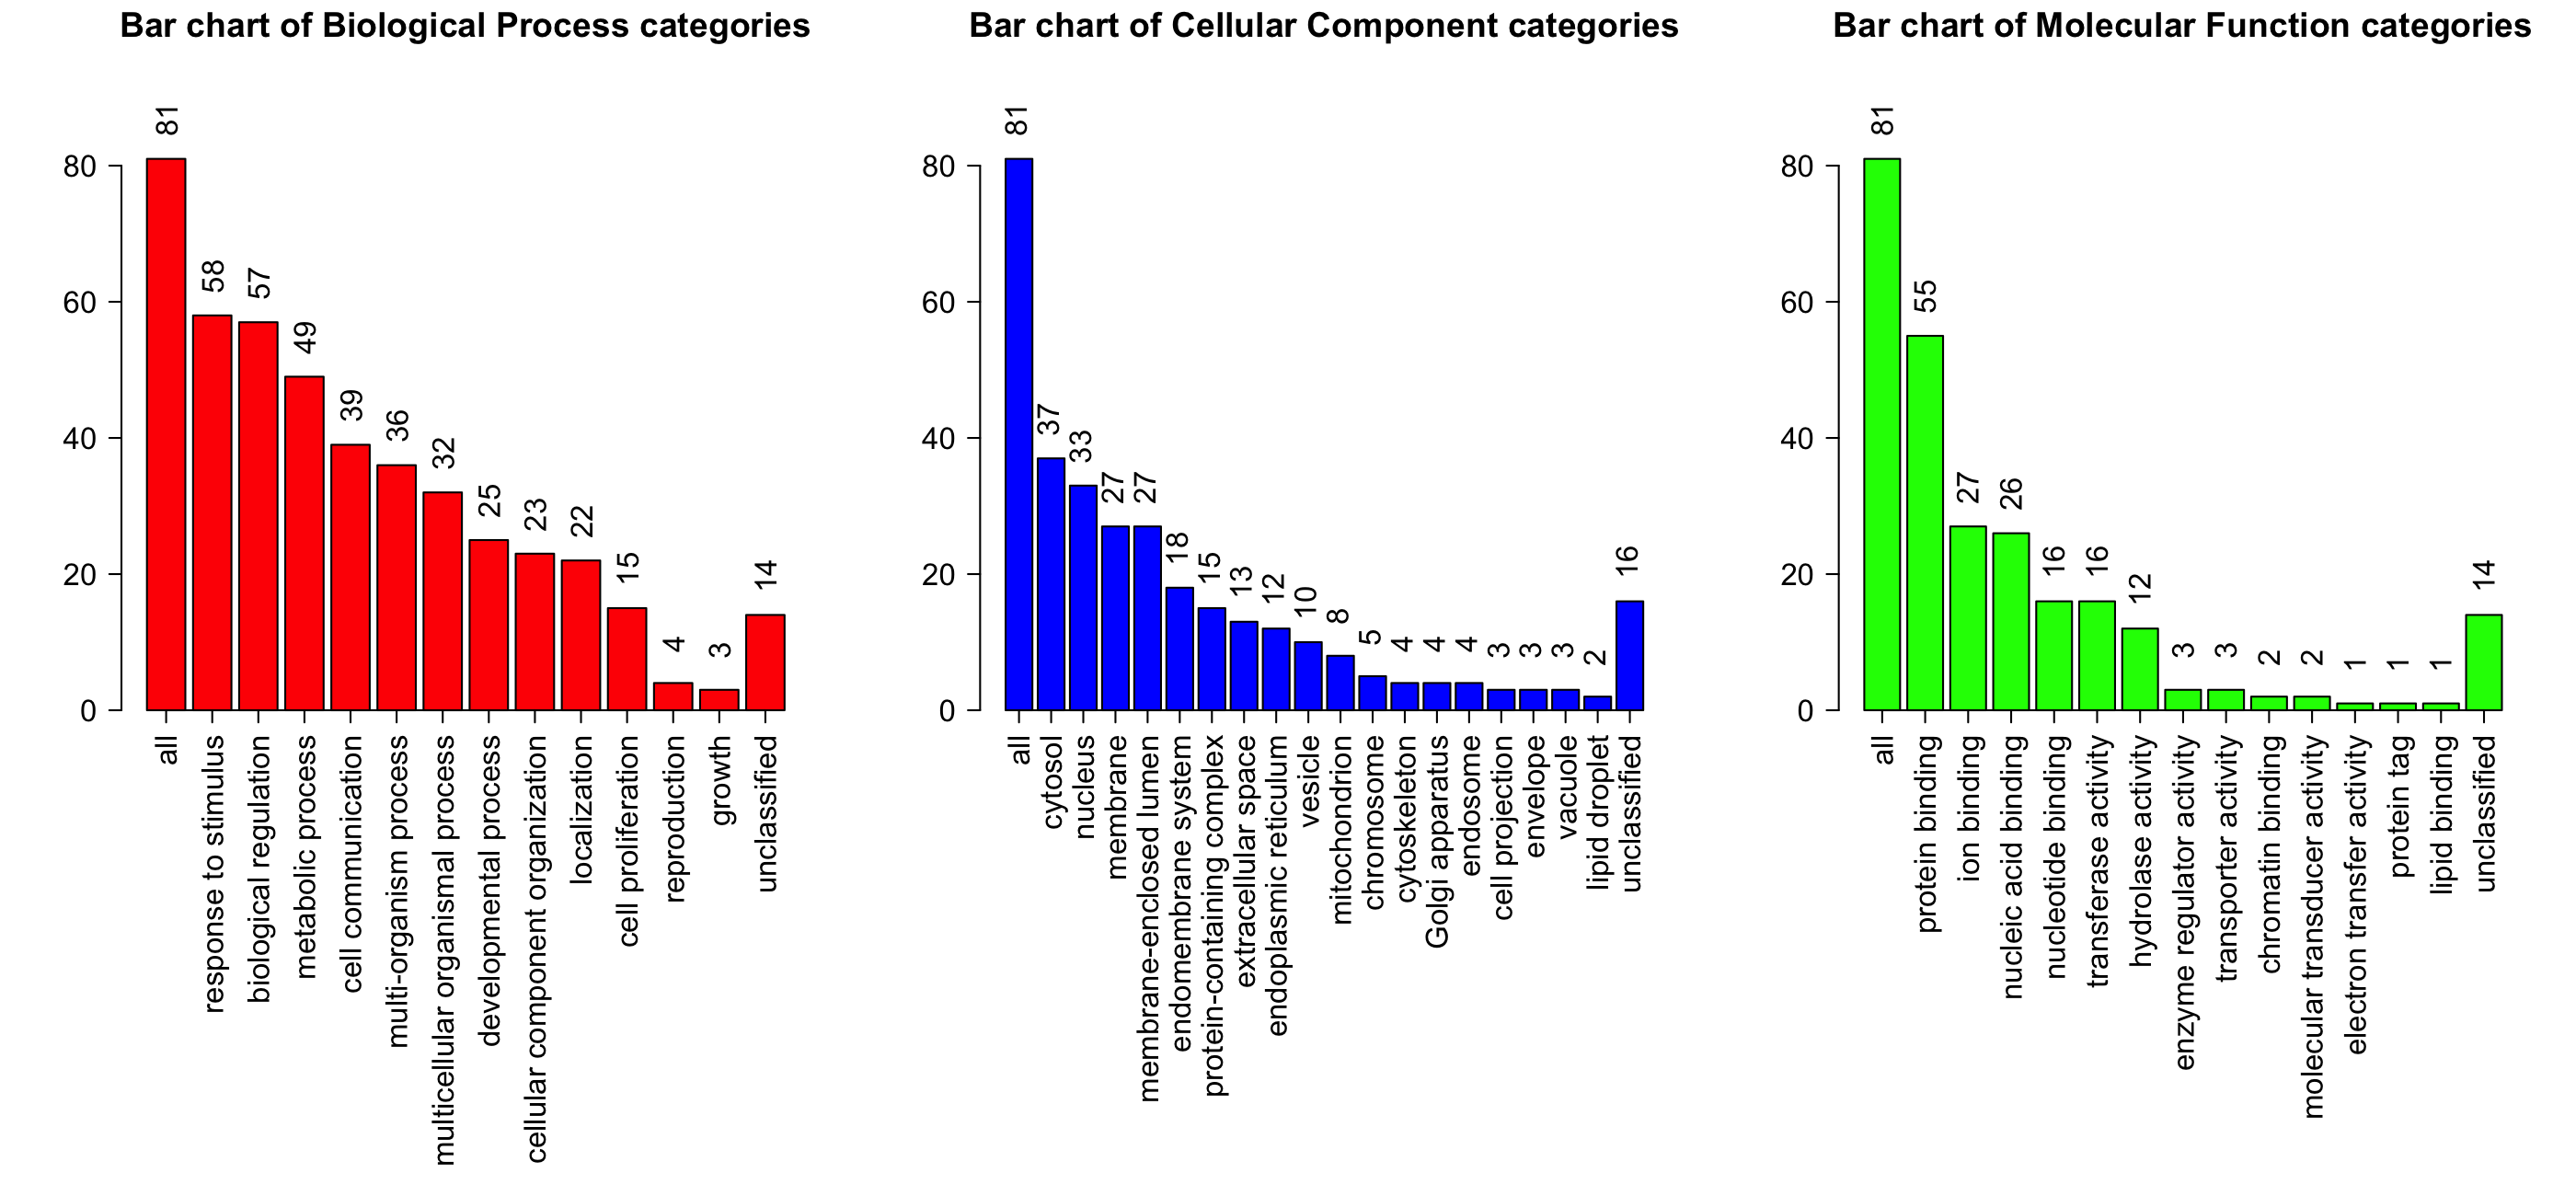 Bar chart of Biological Process categories
81
58
57
49
39
36
32
25
23
22
15
4
3
14
80
60
40
20
0
all
response to stimulus
biological regulation
metabolic process
cell communication
multi-organism process
multicellular organismal process
developmental process
cellular component organization
localization
cell proliferation
reproduction
growth
unclassified
Bar chart of Cellular Component categories
81
37
33
27
27
18
15
13
12
10
8
5
4
4
4
3
3
3
2
16
80
60
40
20
0
all
cytosol
nucleus
membrane
membrane-enclosed lumen
endomembrane system
protein-containing complex
extracellular space
endoplasmic reticulum
vesicle
mitochondrion
chromosome
cytoskeleton
Golgi apparatus
endosome
cell projection
envelope
vacuole
lipid droplet
unclassified
Bar chart of Molecular Function categories
81
55
27
26
16
16
12
3
3
2
2
1
1
1
14
80
60
40
20
0
all
protein binding
ion binding
nucleic acid binding
nucleotide binding
transferase activity
hydrolase activity
enzyme regulator activity
transporter activity
chromatin binding
molecular transducer activity
electron transfer activity
protein tag
lipid binding
unclassified